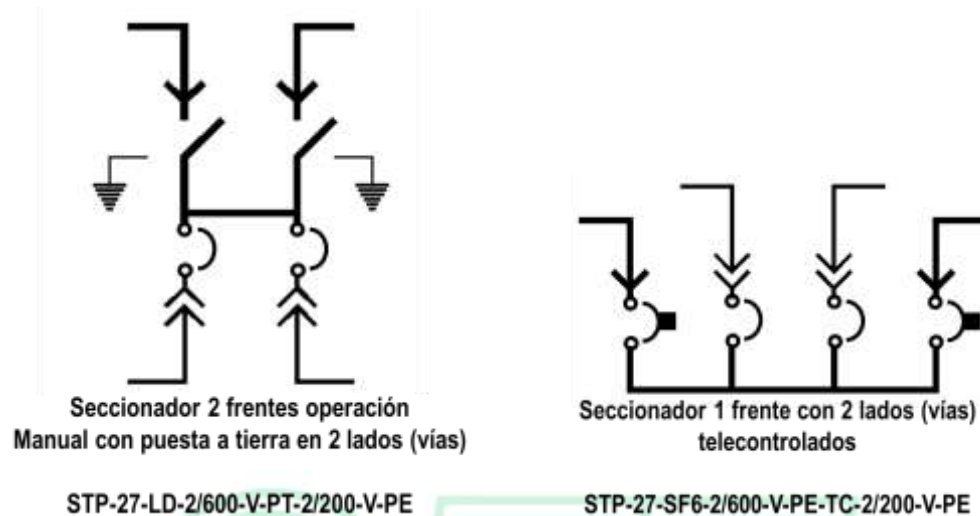 Seccionador 2 frentes operación
Manual con puesta a tierra en 2 lados (vías)
STP-27-LD-2/600-V-PT-2/200-V-PE
Seccionador 1 frente con 2 lados (vías)
telecontrolados
STP-27-SF6-2/600-V-PE-TC-2/200-V-PE